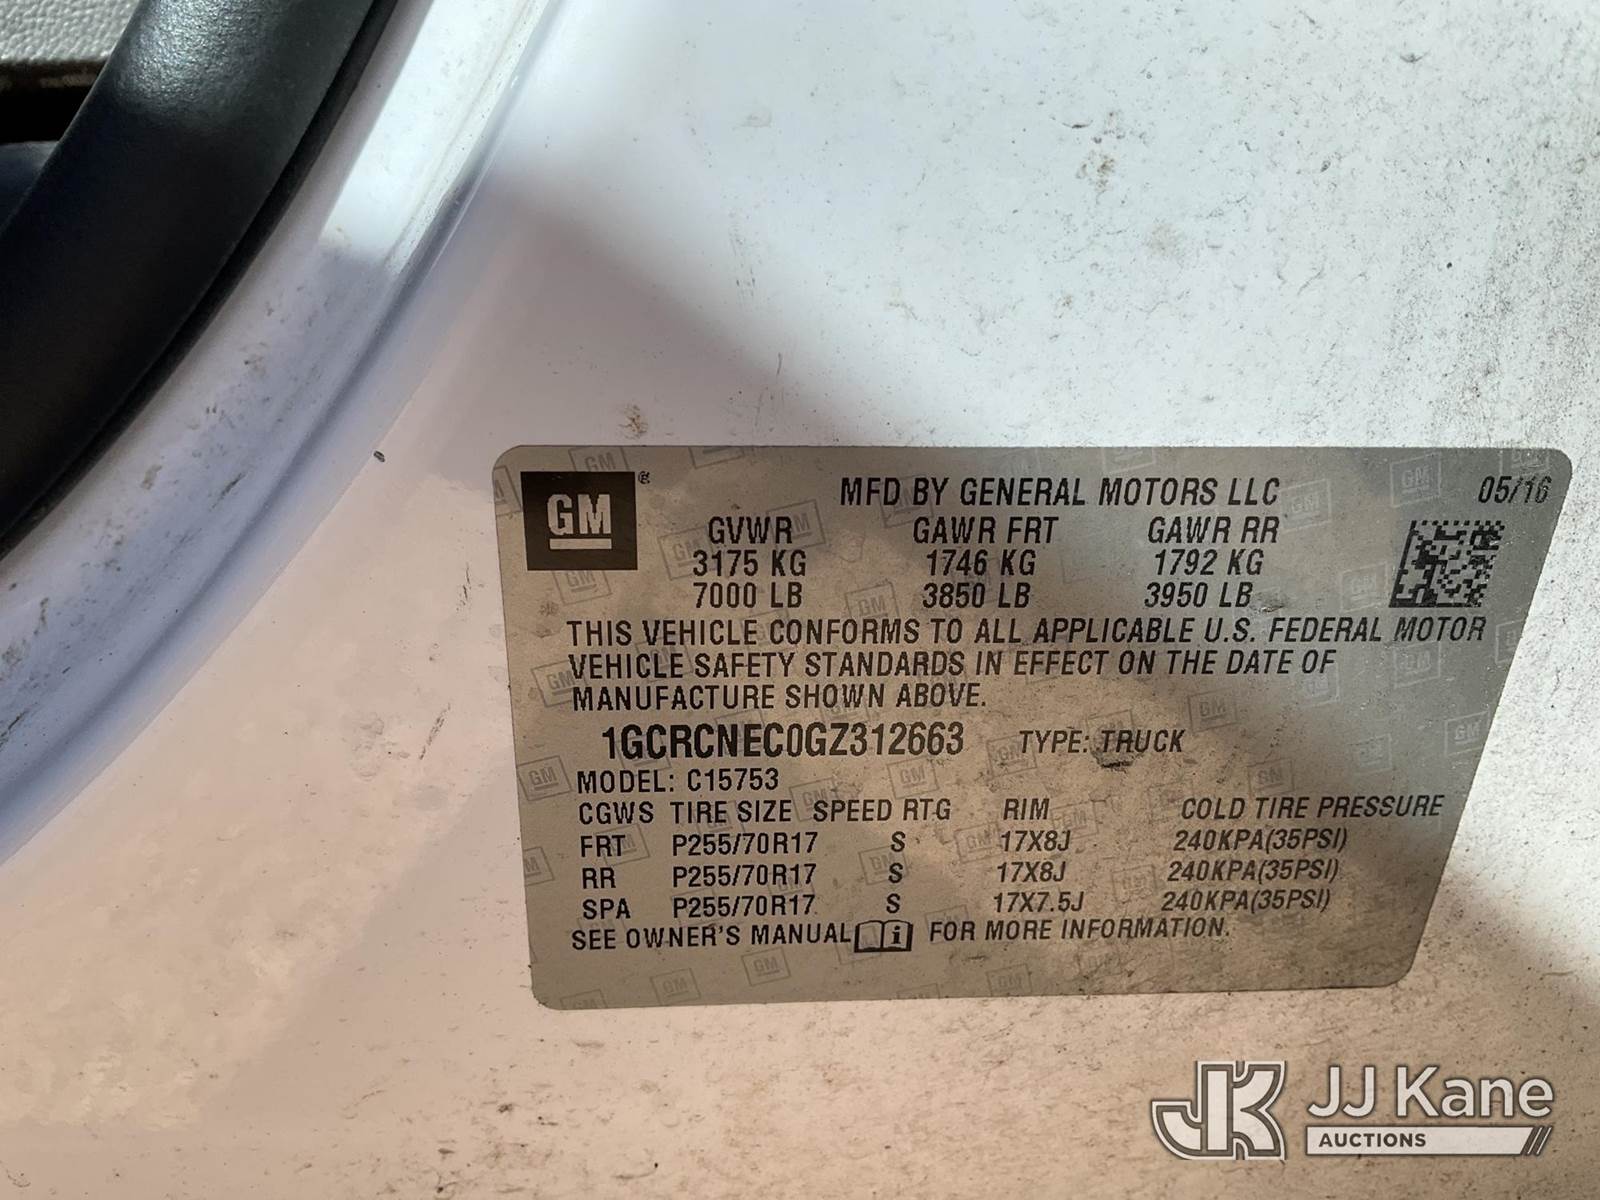 GM®
MFD BY GENERAL MOTORS LLC 05/16
GVWR GAWR FRT GAWR RR
3175 KG 1746 KG 1792 KG
7000 LB 3850 LB 3950 LB
THIS VEHICLE CONFORMS TO ALL APPLICABLE U.S. FEDERAL MOTOR
VEHICLE SAFETY STANDARDS IN EFFECT ON THE DATE OF
MANUFACTURE SHOWN ABOVE.
1GCRCNEC0GZ312663 TYPE: TRUCK
MODEL: C15753
CGWS TIRE SIZE SPEED RTG RIM COLD TIRE PRESSURE
FRT P255/70R17 S 17X8J 240KPA(35PSI)
RR P255/70R17 S 17X8J 240KPA(35PSI)
SPA P255/70R17 S 17X7.5J 240KPA(35PSI)
SEE OWNER'S MANUAL i FOR MORE INFORMATION.
JK JJ Kane
AUCTIONS